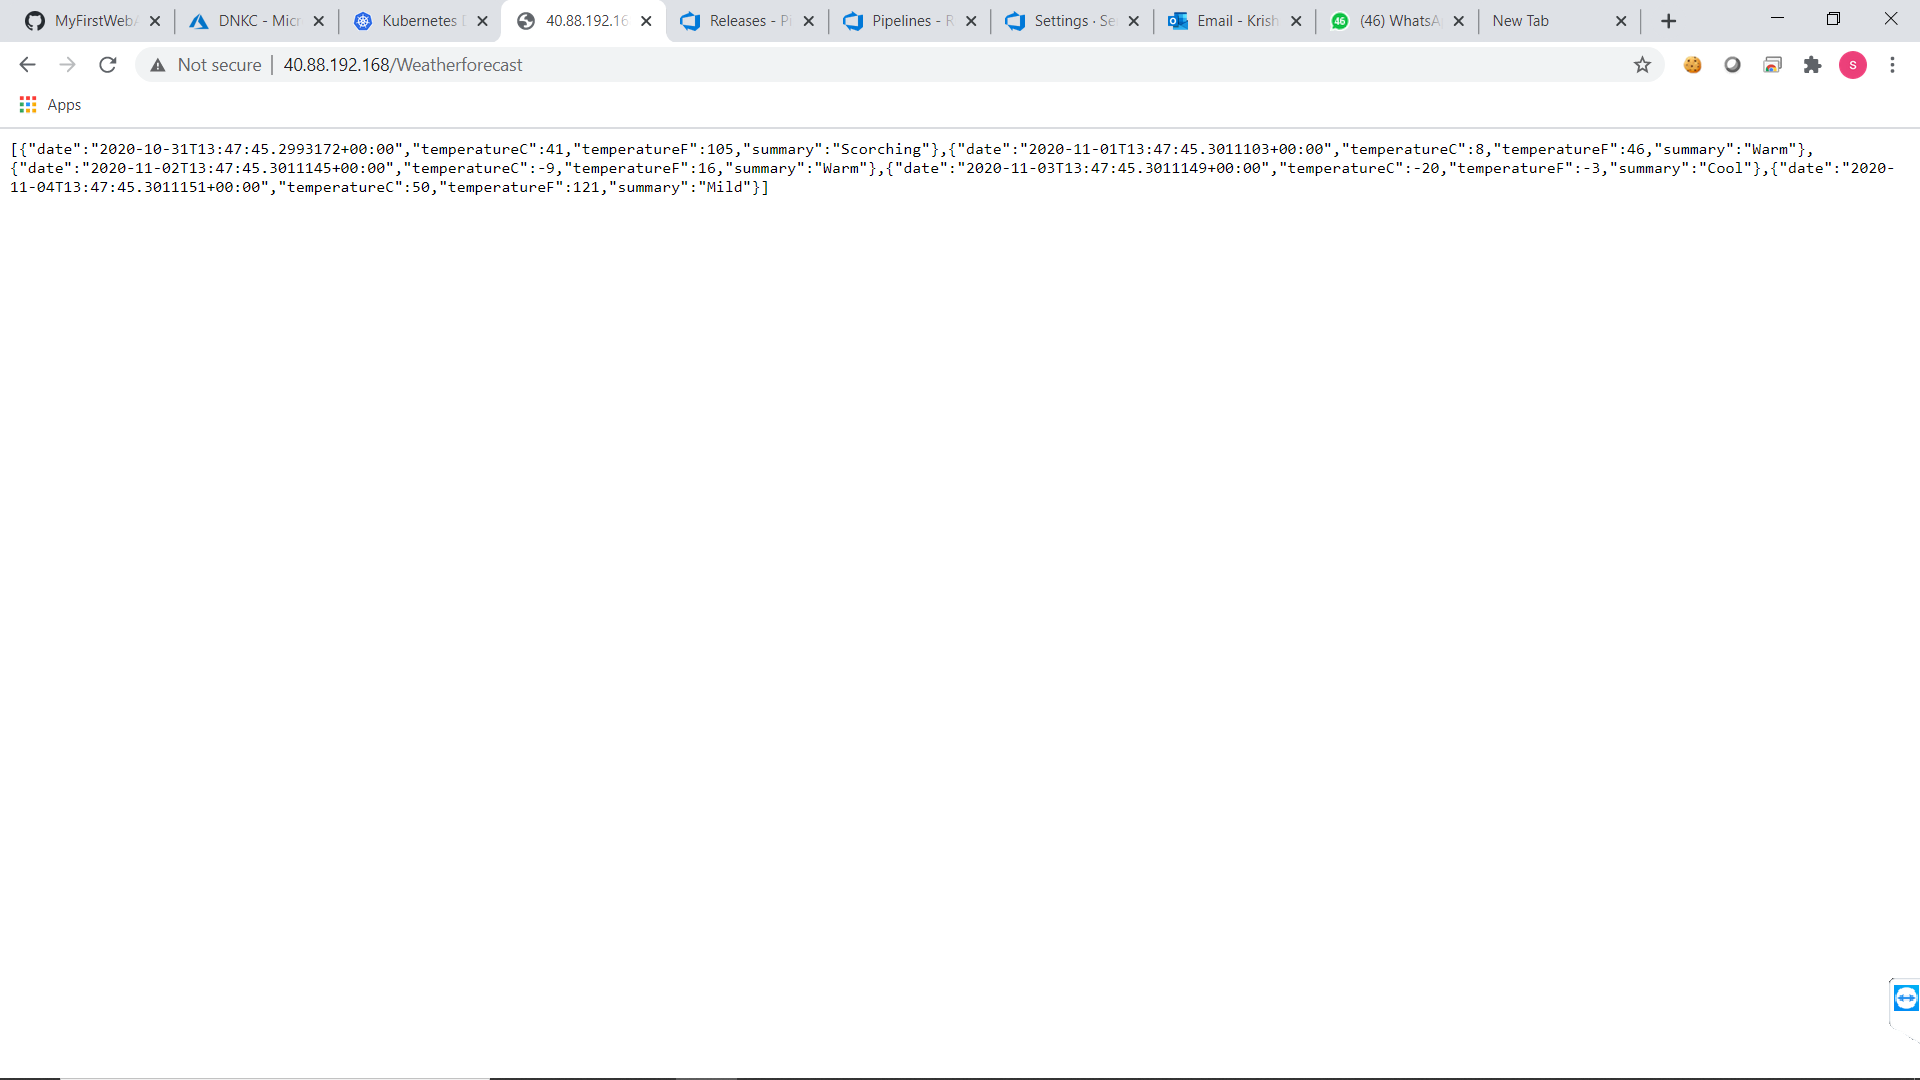 MyFirstWebA DNKC - Micr Kubernetes D 40.88.192.16 Releases - Pi Pipelines - R Settings · Se Email - Krish 46 (46) WhatsA New Tab
Not secure 40.88.192.168/Weatherforecast S
Apps
[{"date":"2020-10-31T13:47:45.2993172+00:00","temperatureC":41,"temperatureF":105,"summary":"Scorching"},{"date":"2020-11-01T13:47:45.3011103+00:00","temperatureC":8,"temperatureF":46,"summary":"Warm"},
{"date":"2020-11-02T13:47:45.3011145+00:00","temperatureC":-9,"temperatureF":16,"summary":"Warm"},{"date":"2020-11-03T13:47:45.3011149+00:00","temperatureC":-20,"temperatureF":-3,"summary":"Cool"},{"date":"2020-
11-04T13:47:45.3011151+00:00","temperatureC":50,"temperatureF":121,"summary":"Mild"}]